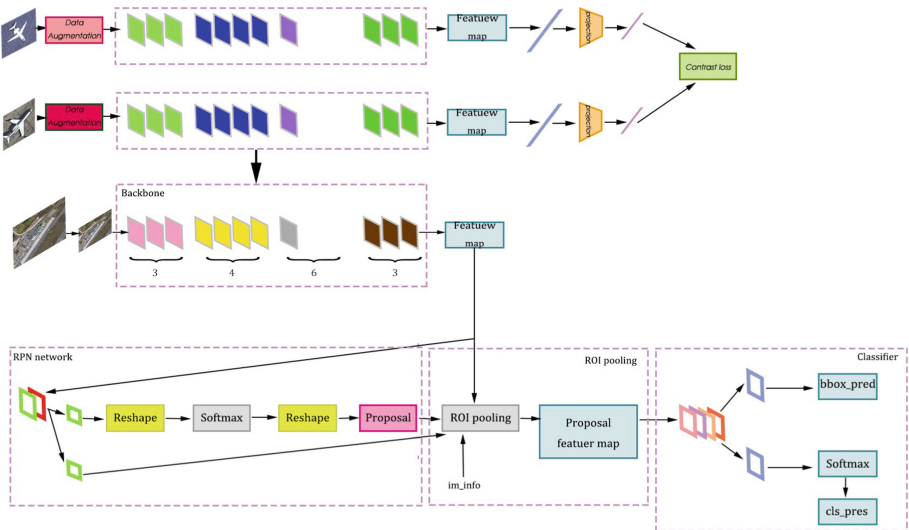 Data
Augmentation
Featuew
map
projection
Contrast loss
Data
Augmentation
Featuew
map
projection
Backbone
Featuew
map
3
4
6
3
RPN network
ROI pooling
Classifier
bbox_pred
Reshape
Softmax
Reshape
Proposal
ROI pooling
Proposal
featuer map
Softmax
im_info
cls_pres